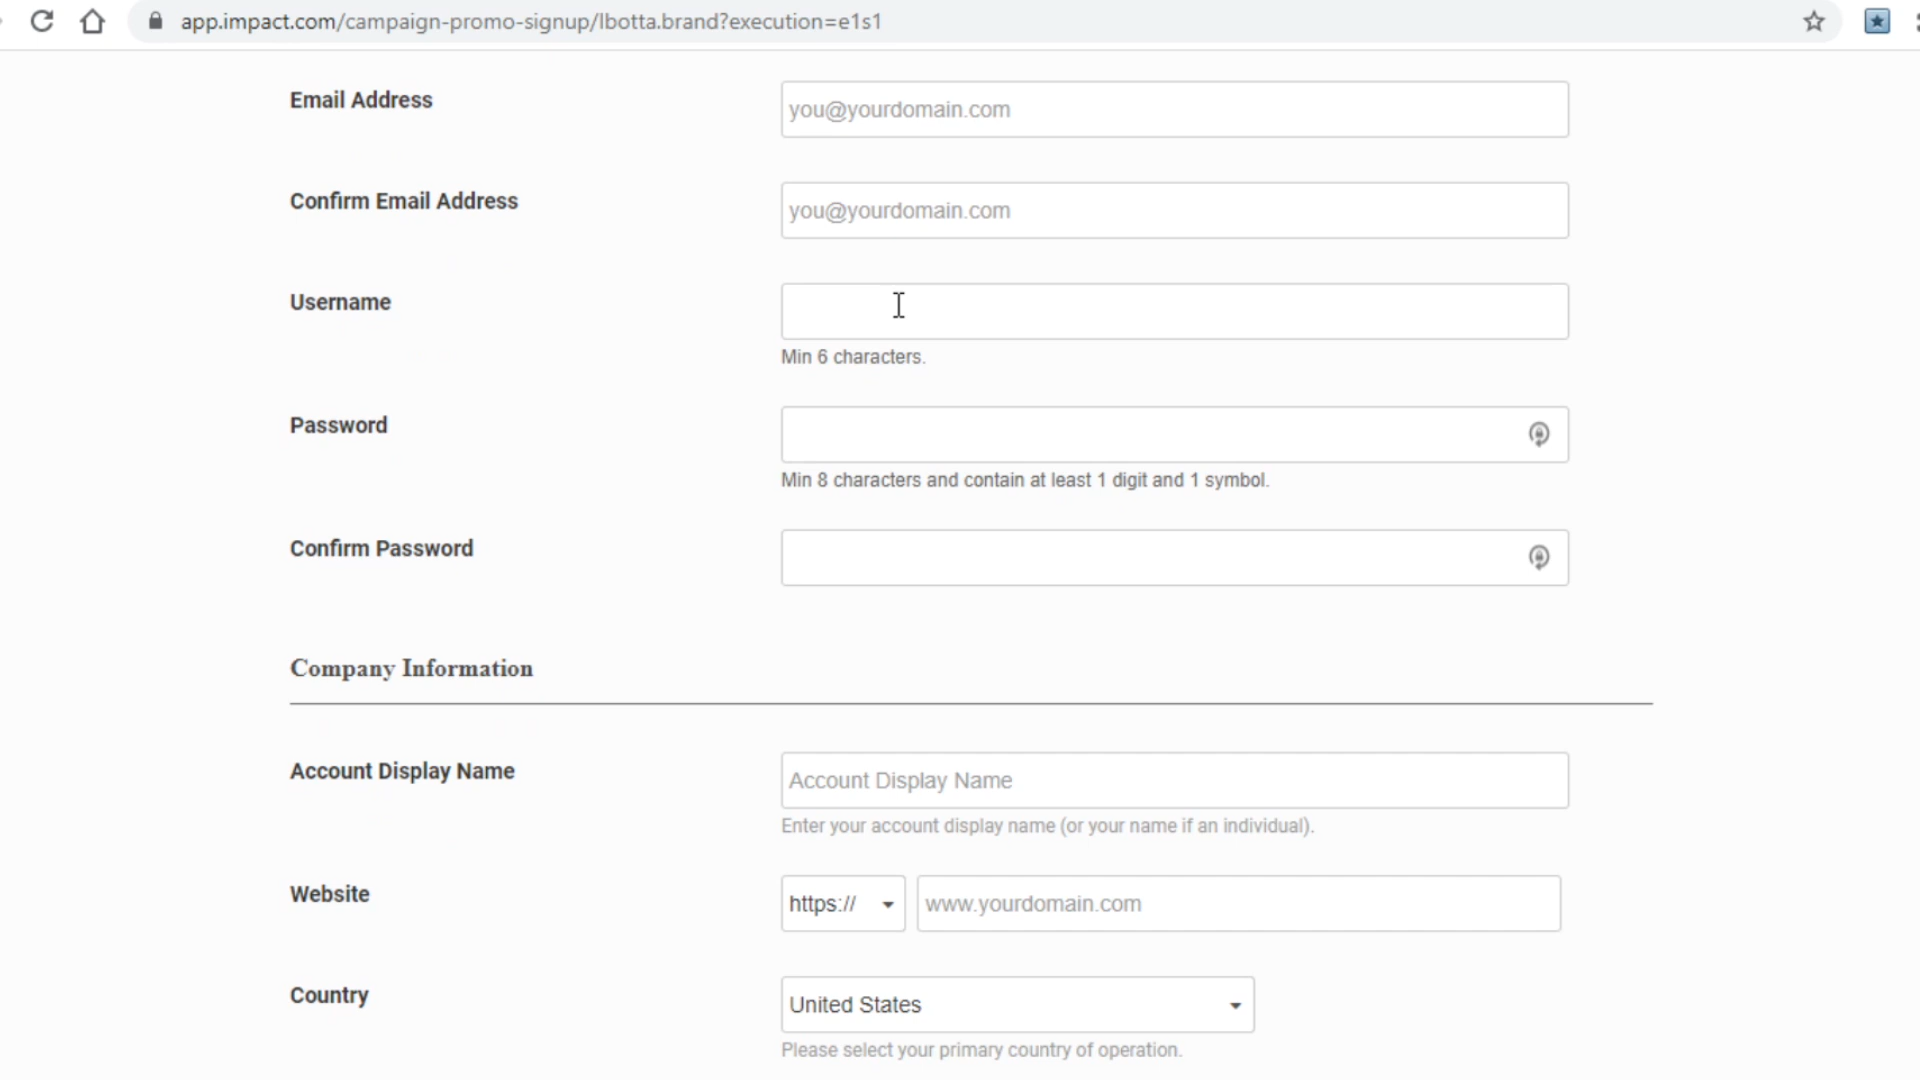 app.impact.com/campaign-promo-signup/Ibotta.brand?execution=e1s1
Email Address
you@yourdomain.com
Confirm Email Address
you@yourdomain.com
Username
Min 6 characters.
Password
Min 8 characters and contain at least 1 digit and 1 symbol.
Confirm Password
Company Information
Account Display Name
Account Display Name
Enter your account display name (or your name if an individual).
Website
https://
www.yourdomain.com
Country
United States
Please select your primary country of operation.